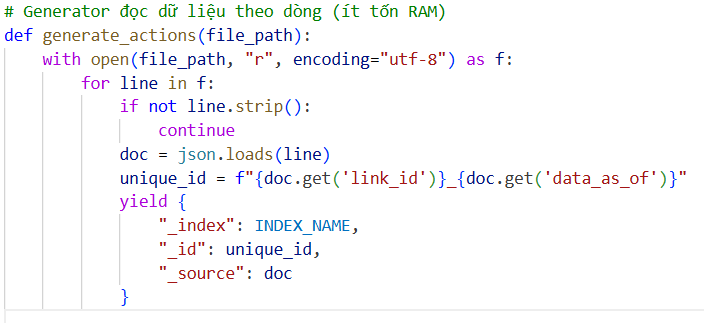 # Generator đọc dữ liệu theo dòng (ít tốn RAM)
def generate_actions(file_path):
    with open(file_path, "r", encoding="utf-8") as f:
        for line in f:
            if not line.strip():
                continue
            doc = json.loads(line)
            unique_id = f"{doc.get('link_id')}_{doc.get('data_as_of')}"
            yield {
                "_index": INDEX_NAME,
                "_id": unique_id,
                "_source": doc
            }